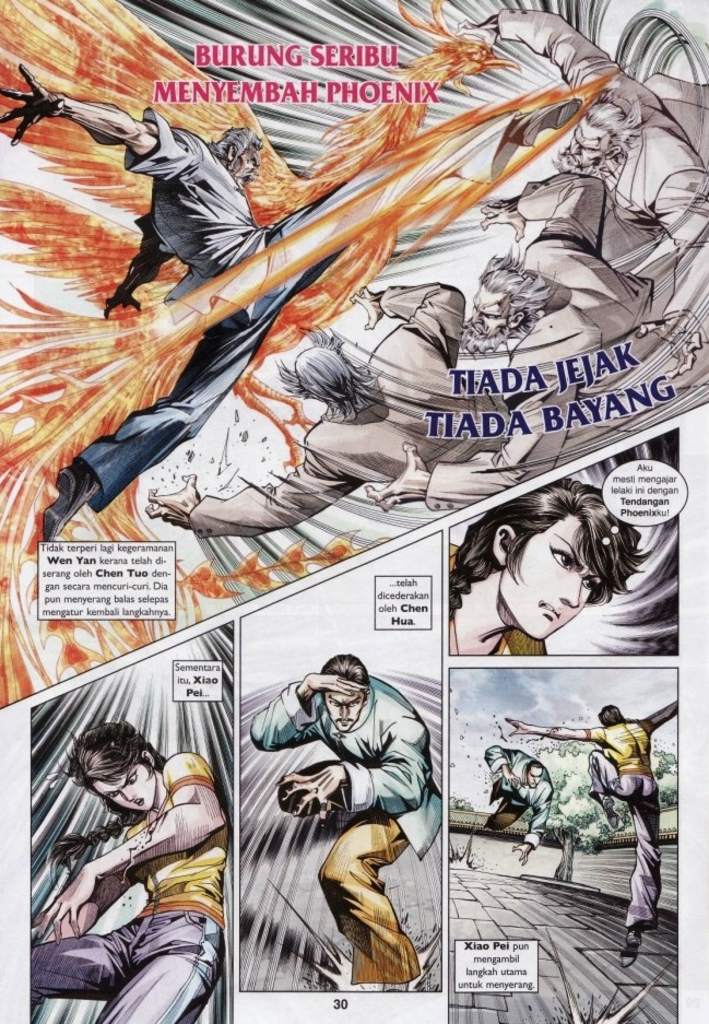 BURUNG SERIBU
MENYEMBAH PHOENIX
TIADA JEJAK
TIADA BAYANG
Tidak terperi lagi kegeramanan
Wen Yan kerana telah di-
serang oleh Chen Tuo den-
gan secara mencuri-curi. Dia
pun menyerang balas selepas
mengatur kembali langkahnya.
Aku
mesti mengajar
lelaki ini dengan
Tendangan
Phoenixku!
Sementara
itu, Xiao
Pei...
...telah
dicederakan
oleh Chen
Hua.
Xiao Pei pun
mengambil
langkah utama
untuk menyerang.
30